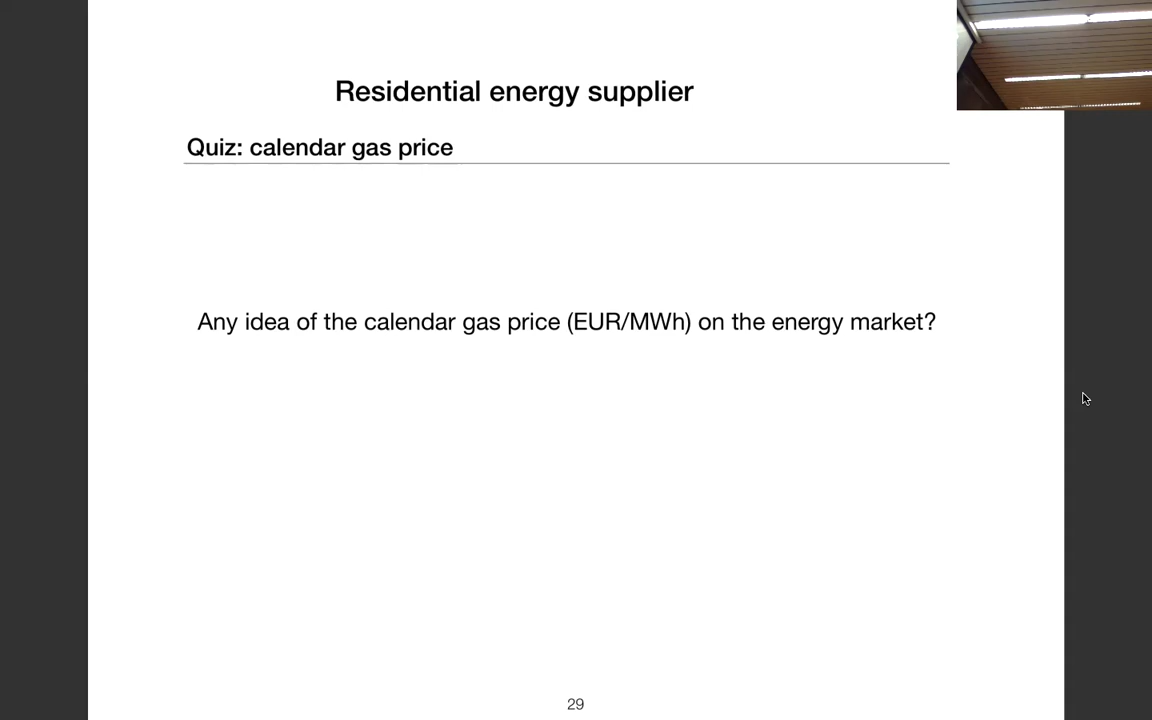 Residential energy supplier
Quiz: calendar gas price
Any idea of the calendar gas price (EUR/MWh) on the energy market?
29